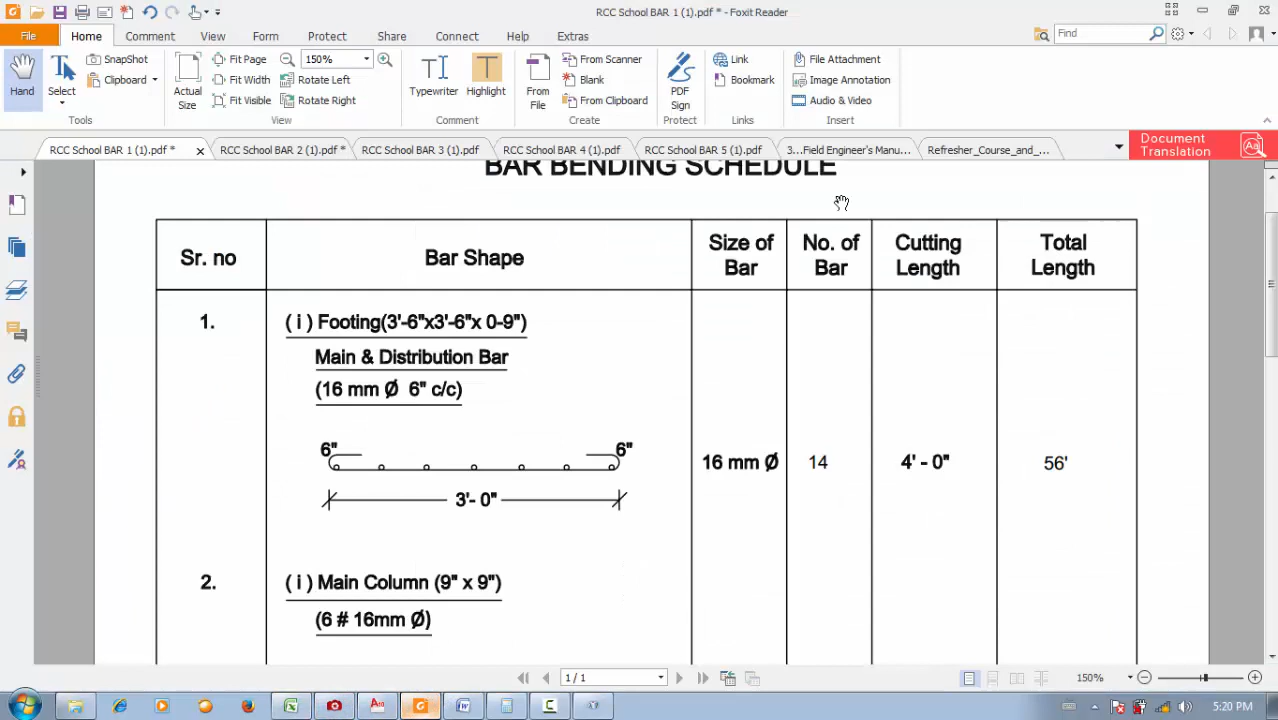 RCC School BAR 1 (1).pdf * - Foxit Reader
File Home Comment View Form Protect Share Connect Help Extras
Find
Hand
Select
SnapShot
Clipboard
Actual Size
Fit Page
Fit Width
Fit Visible
150%
Rotate Left
Rotate Right
Typewriter
Highlight
From File
From Scanner
Blank
From Clipboard
PDF Sign
Link
Bookmark
File Attachment
Image Annotation
Audio & Video
Tools View Comment Create Protect Links Insert
RCC School BAR 1 (1).pdf * RCC School BAR 2 (1).pdf * RCC School BAR 3 (1).pdf RCC School BAR 4 (1).pdf RCC School BAR 5 (1).pdf 3...Field Engineer's Manu... Refresher_Course_and_...
Document Translation
BAR BENDING SCHEDULE
Sr. no Bar Shape Size of Bar No. of Bar Cutting Length Total Length
1. ( i ) Footing(3'-6"x3'-6"x 0-9")
Main & Distribution Bar
(16 mm Ø 6" c/c)
6" 6"
16 mm Ø 14 4' - 0" 56'
3'- 0"
2. ( i ) Main Column (9" x 9")
(6 # 16mm Ø)
1 / 1 150%
5:20 PM